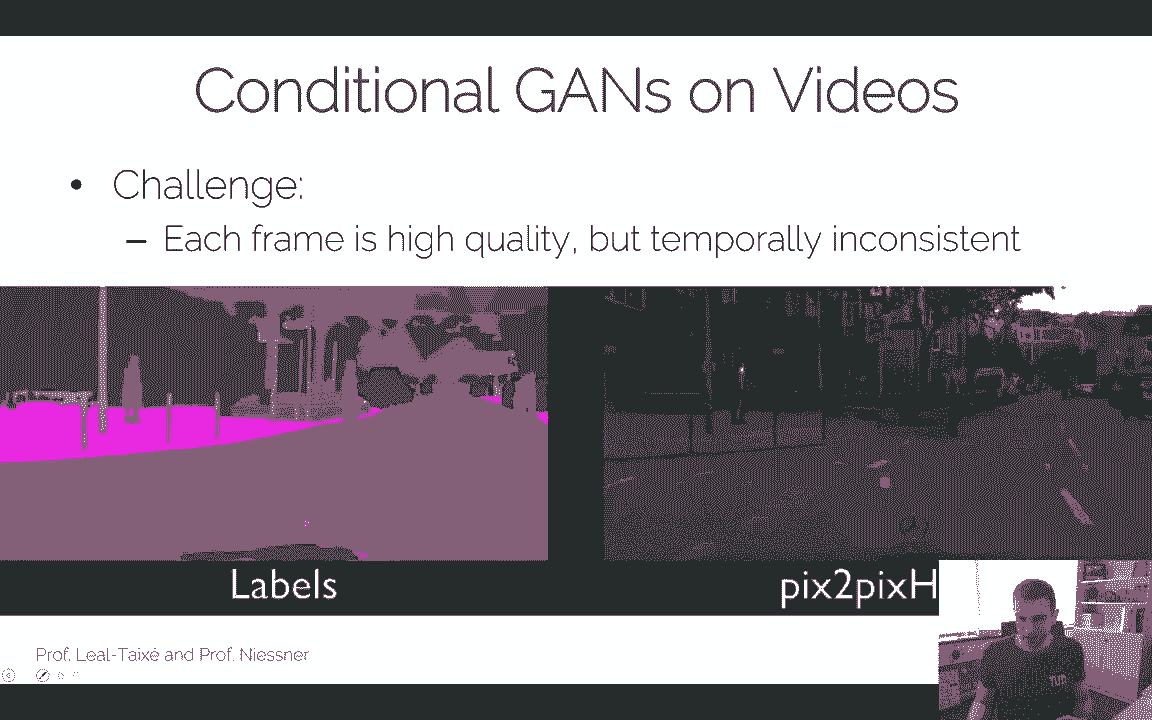 Conditional GANs on Videos
• Challenge:
– Each frame is high quality, but temporally inconsistent
Labels
pix2pixH
Prof. Leal-Taixé and Prof. Niessner
TUM